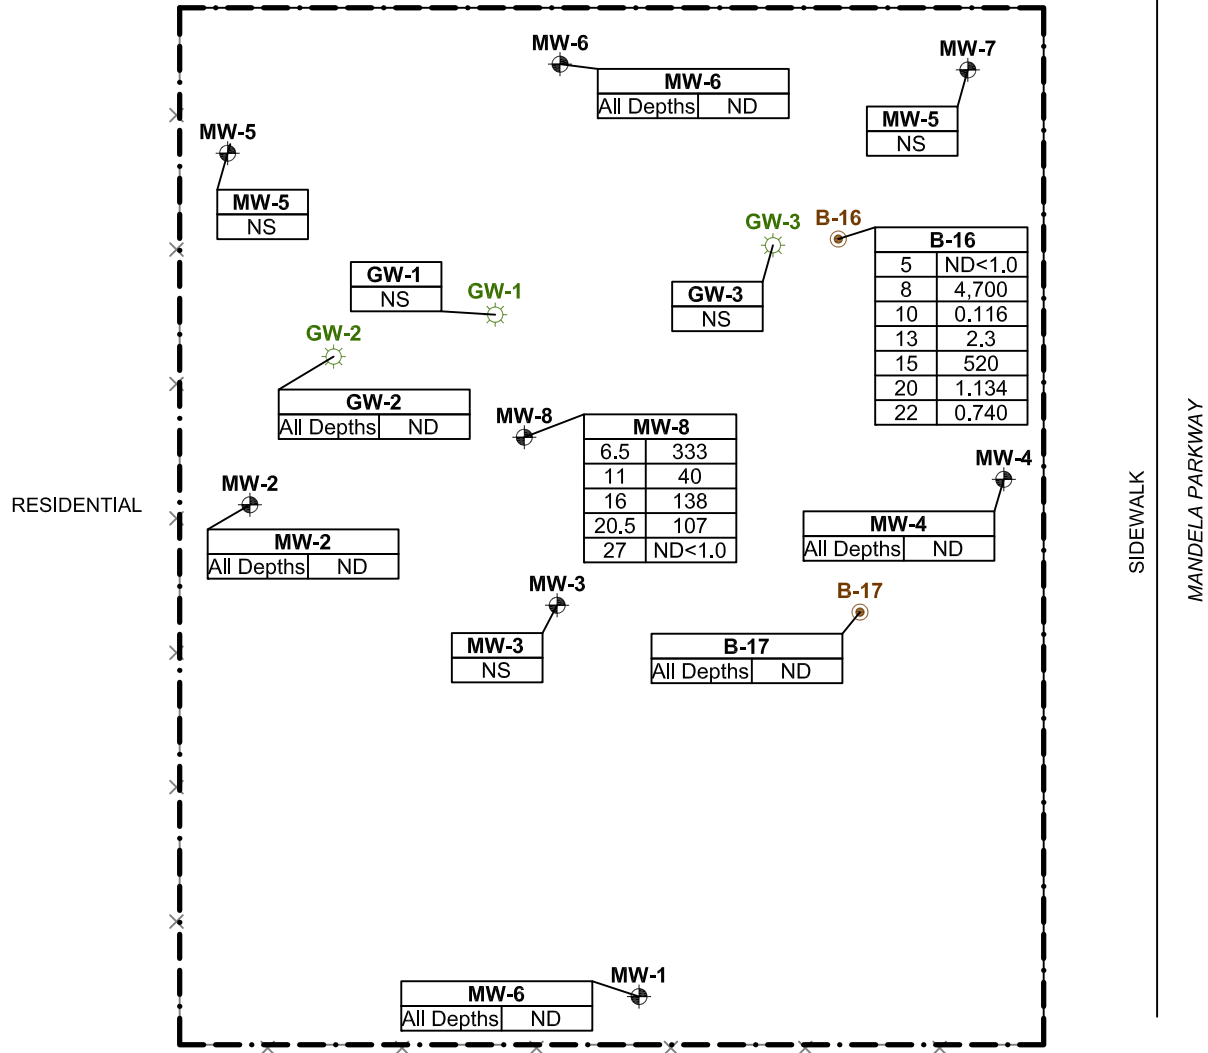 MW-6
MW-6
All Depths ND
MW-7
MW-5
NS
MW-5
MW-5
NS
GW-3
GW-3
NS
B-16
B-16
5 ND<1.0
8 4,700
10 0.116
13 2.3
15 520
20 1.134
22 0.740
GW-1
NS
GW-1
GW-2
GW-2
All Depths ND
MW-8
MW-8
6.5 333
11 40
16 138
20.5 107
27 ND<1.0
MW-4
MW-4
All Depths ND
RESIDENTIAL
MW-2
MW-2
All Depths ND
SIDEWALK
MANDELA PARKWAY
MW-3
MW-3
NS
B-17
B-17
All Depths ND
MW-1
MW-6
All Depths ND